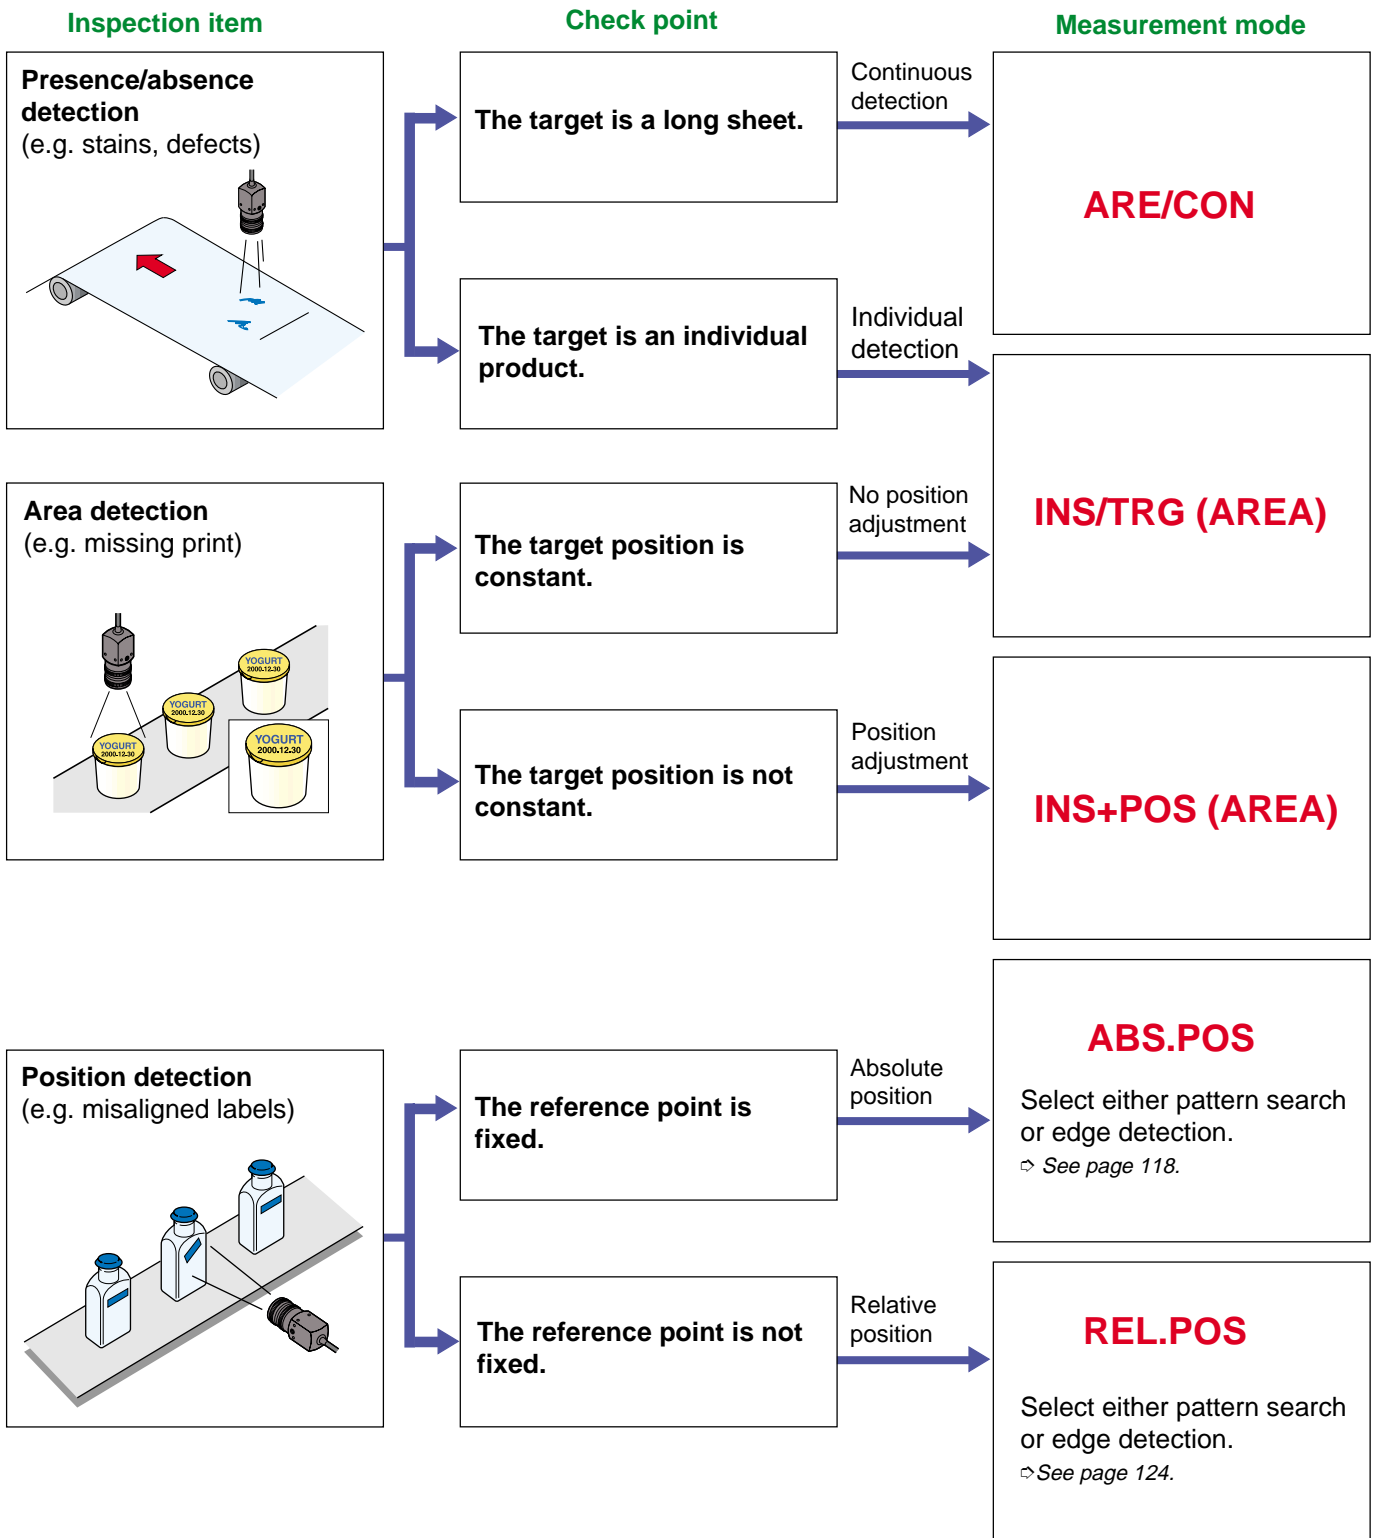 Inspection item
Check point
Measurement mode
Presence/absence
detection
(e.g. stains, defects)
The target is a long sheet.
Continuous
detection
ARE/CON
The target is an individual
product.
Individual
detection
INS/TRG (AREA)
Area detection
(e.g. missing print)
YOGURT
2000.12.30
YOGURT
2000.12.30
YOGURT
2000.12.30
YOGURT
2000.12.30
The target position is
constant.
No position
adjustment
The target position is not
constant.
Position
adjustment
INS+POS (AREA)
Position detection
(e.g. misaligned labels)
The reference point is
fixed.
Absolute
position
ABS.POS
Select either pattern search
or edge detection.
➪ See page 118.
The reference point is not
fixed.
Relative
position
REL.POS
Select either pattern search
or edge detection.
➪See page 124.